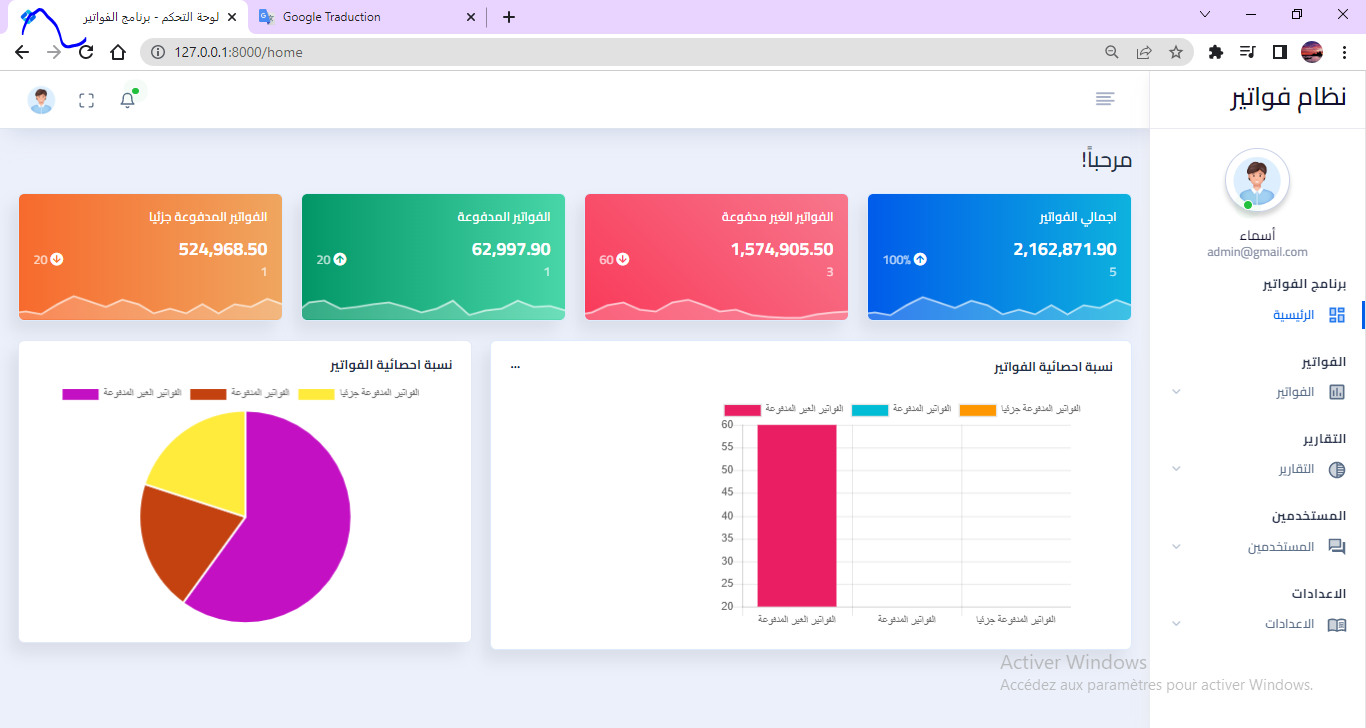 لوحة التحكم - برنامج الفواتير
Google Traduction
127.0.0.1:8000/home
نظام فواتير
أسماء
admin@gmail.com
برنامج الفواتير
الرئيسية
الفواتير
الفواتير
التقارير
التقارير
المستخدمين
المستخدمين
الاعدادات
الاعدادات
مرحباً!
اجمالي الفواتير
2,162,871.90
100%
5
الفواتير الغير مدفوعة
1,574,905.50
60
3
الفواتير المدفوعة
62,997.90
20
1
الفواتير المدفوعة جزئيا
524,968.50
20
1
نسبة احصائية الفواتير
...
الفواتير المدفوعة جزئيا الفواتير المدفوعة الفواتير الغير المدفوعة
60
55
50
45
40
35
30
25
20
الفواتير المدفوعة جزئيا الفواتير المدفوعة الفواتير الغير المدفوعة
نسبة احصائية الفواتير
الفواتير المدفوعة جزئيا الفواتير المدفوعة الفواتير الغير المدفوعة
Activer Windows
Accédez aux paramètres pour activer Windows.